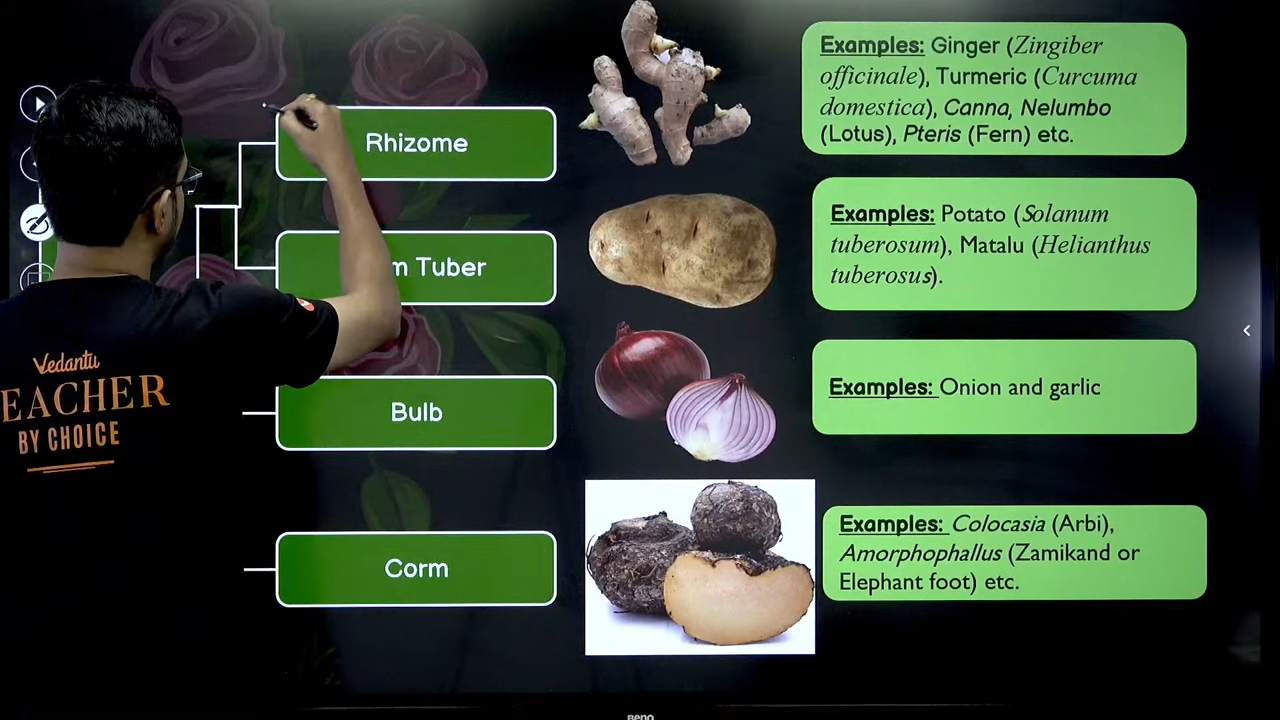 Rhizome
Examples: Ginger (Zingiber
officinale), Turmeric (Curcuma
domestica), Canna, Nelumbo
(Lotus), Pteris (Fern) etc.
m Tuber
Examples: Potato (Solanum
tuberosum), Matalu (Helianthus
tuberosus).
Bulb
Examples: Onion and garlic
Corm
Examples: Colocasia (Arbi),
Amorphophallus (Zamikand or
Elephant foot) etc.
Vedantu
EACHER
BY CHOICE
BenQ